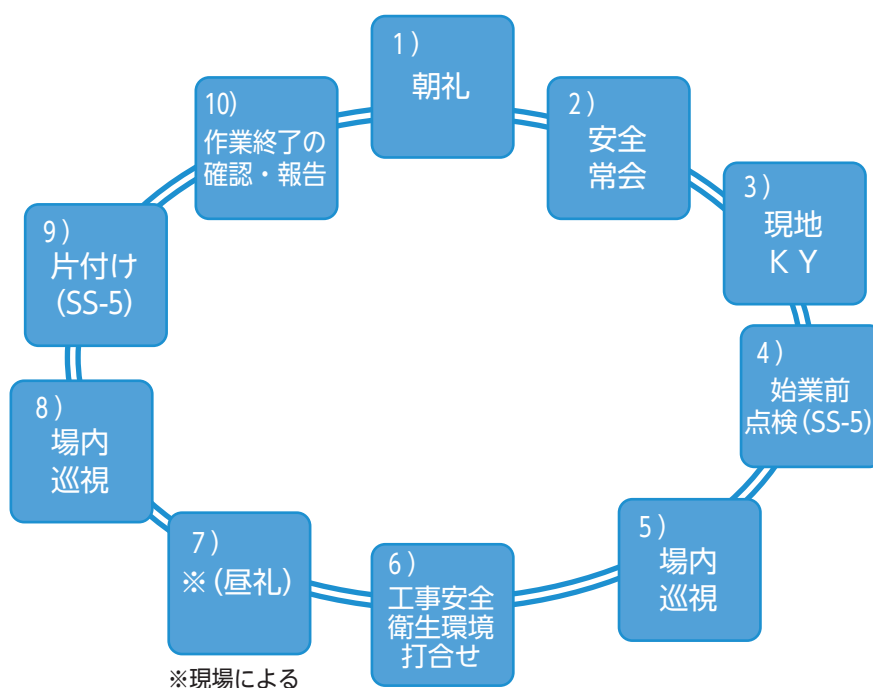 1)
朝礼
2)
安全
常会
3)
現地
KY
4)
始業前
点検(SS-5)
5)
場内
巡視
6)
工事安全
衛生環境
打合せ
7)
※(昼礼)
※現場による
8)
場内
巡視
9)
片付け
(SS-5)
10)
作業終了の
確認・報告